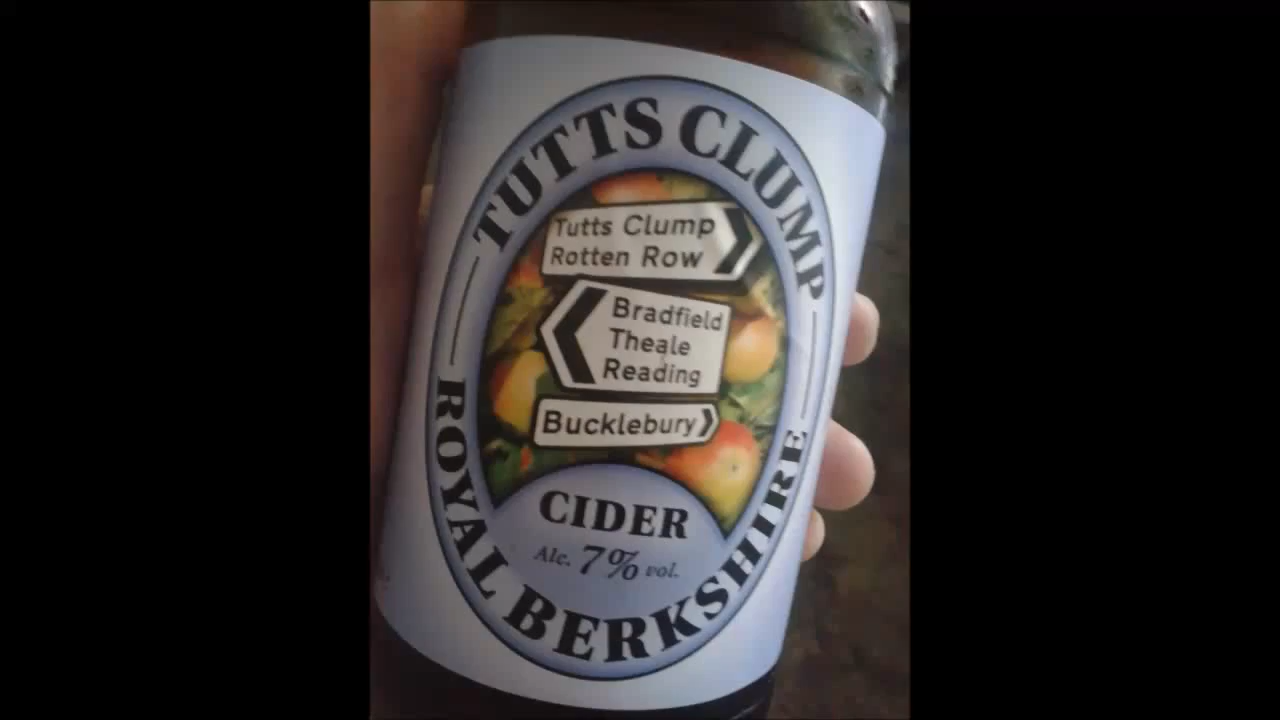 TUTTS CLUMP
Tutts Clump
Rotten Row
Bradfield
Theale
Reading
Bucklebury
CIDER
Alc. 7% vol.
ROYAL BERKSHIRE